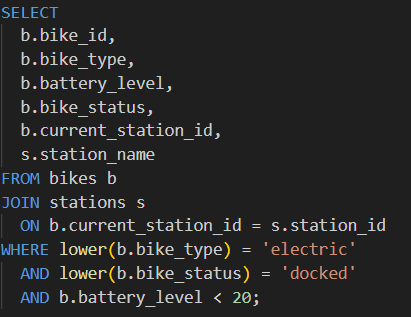 SELECT
  b.bike_id,
  b.bike_type,
  b.battery_level,
  b.bike_status,
  b.current_station_id,
  s.station_name
FROM bikes b
JOIN stations s
  ON b.current_station_id = s.station_id
WHERE lower(b.bike_type) = 'electric'
  AND lower(b.bike_status) = 'docked'
  AND b.battery_level < 20;